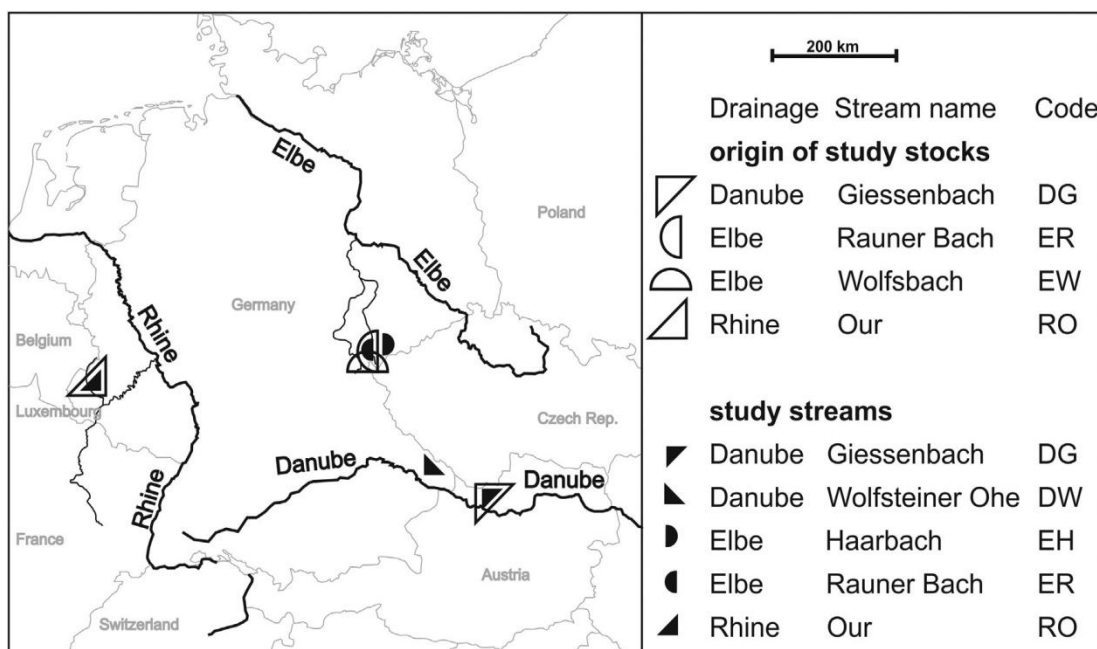 Elbe
Poland
Elbe
Germany
Rhine
Belgium
Luxembourg
Czech Rep.
Danube
Danube
Rhine
France
Austria
Switzerland
200 km
Drainage Stream name Code
origin of study stocks
Danube Giessenbach DG
Elbe Rauner Bach ER
Elbe Wolfsbach EW
Rhine Our RO
study streams
Danube Giessenbach DG
Danube Wolfsteiner Ohe DW
Elbe Haarbach EH
Elbe Rauner Bach ER
Rhine Our RO